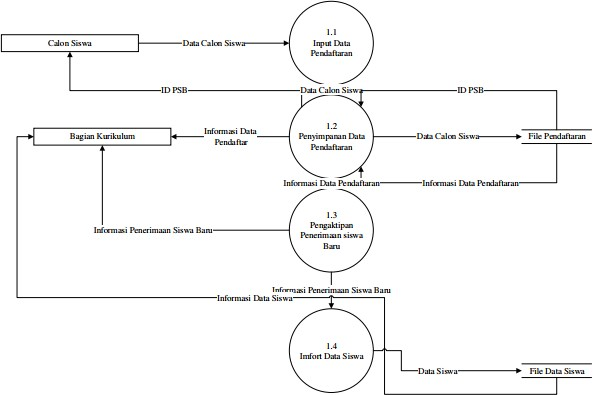 1.1
Input Data
Pendaftaran
Calon Siswa
Data Calon Siswa
ID PSB
Data Calon Siswa
ID PSB
1.2
Penyimpanan Data
Pendaftaran
Bagian Kurikulum
Informasi Data
Pendaftar
Data Calon Siswa
File Pendaftaran
Informasi Data Pendaftaran
Informasi Data Pendaftaran
1.3
Pengaktipan
Penerimaan siswa
Baru
Informasi Penerimaan Siswa Baru
Informasi Penerimaan Siswa Baru
Informasi Data Siswa
1.4
Imfort Data Siswa
Data Siswa
File Data Siswa